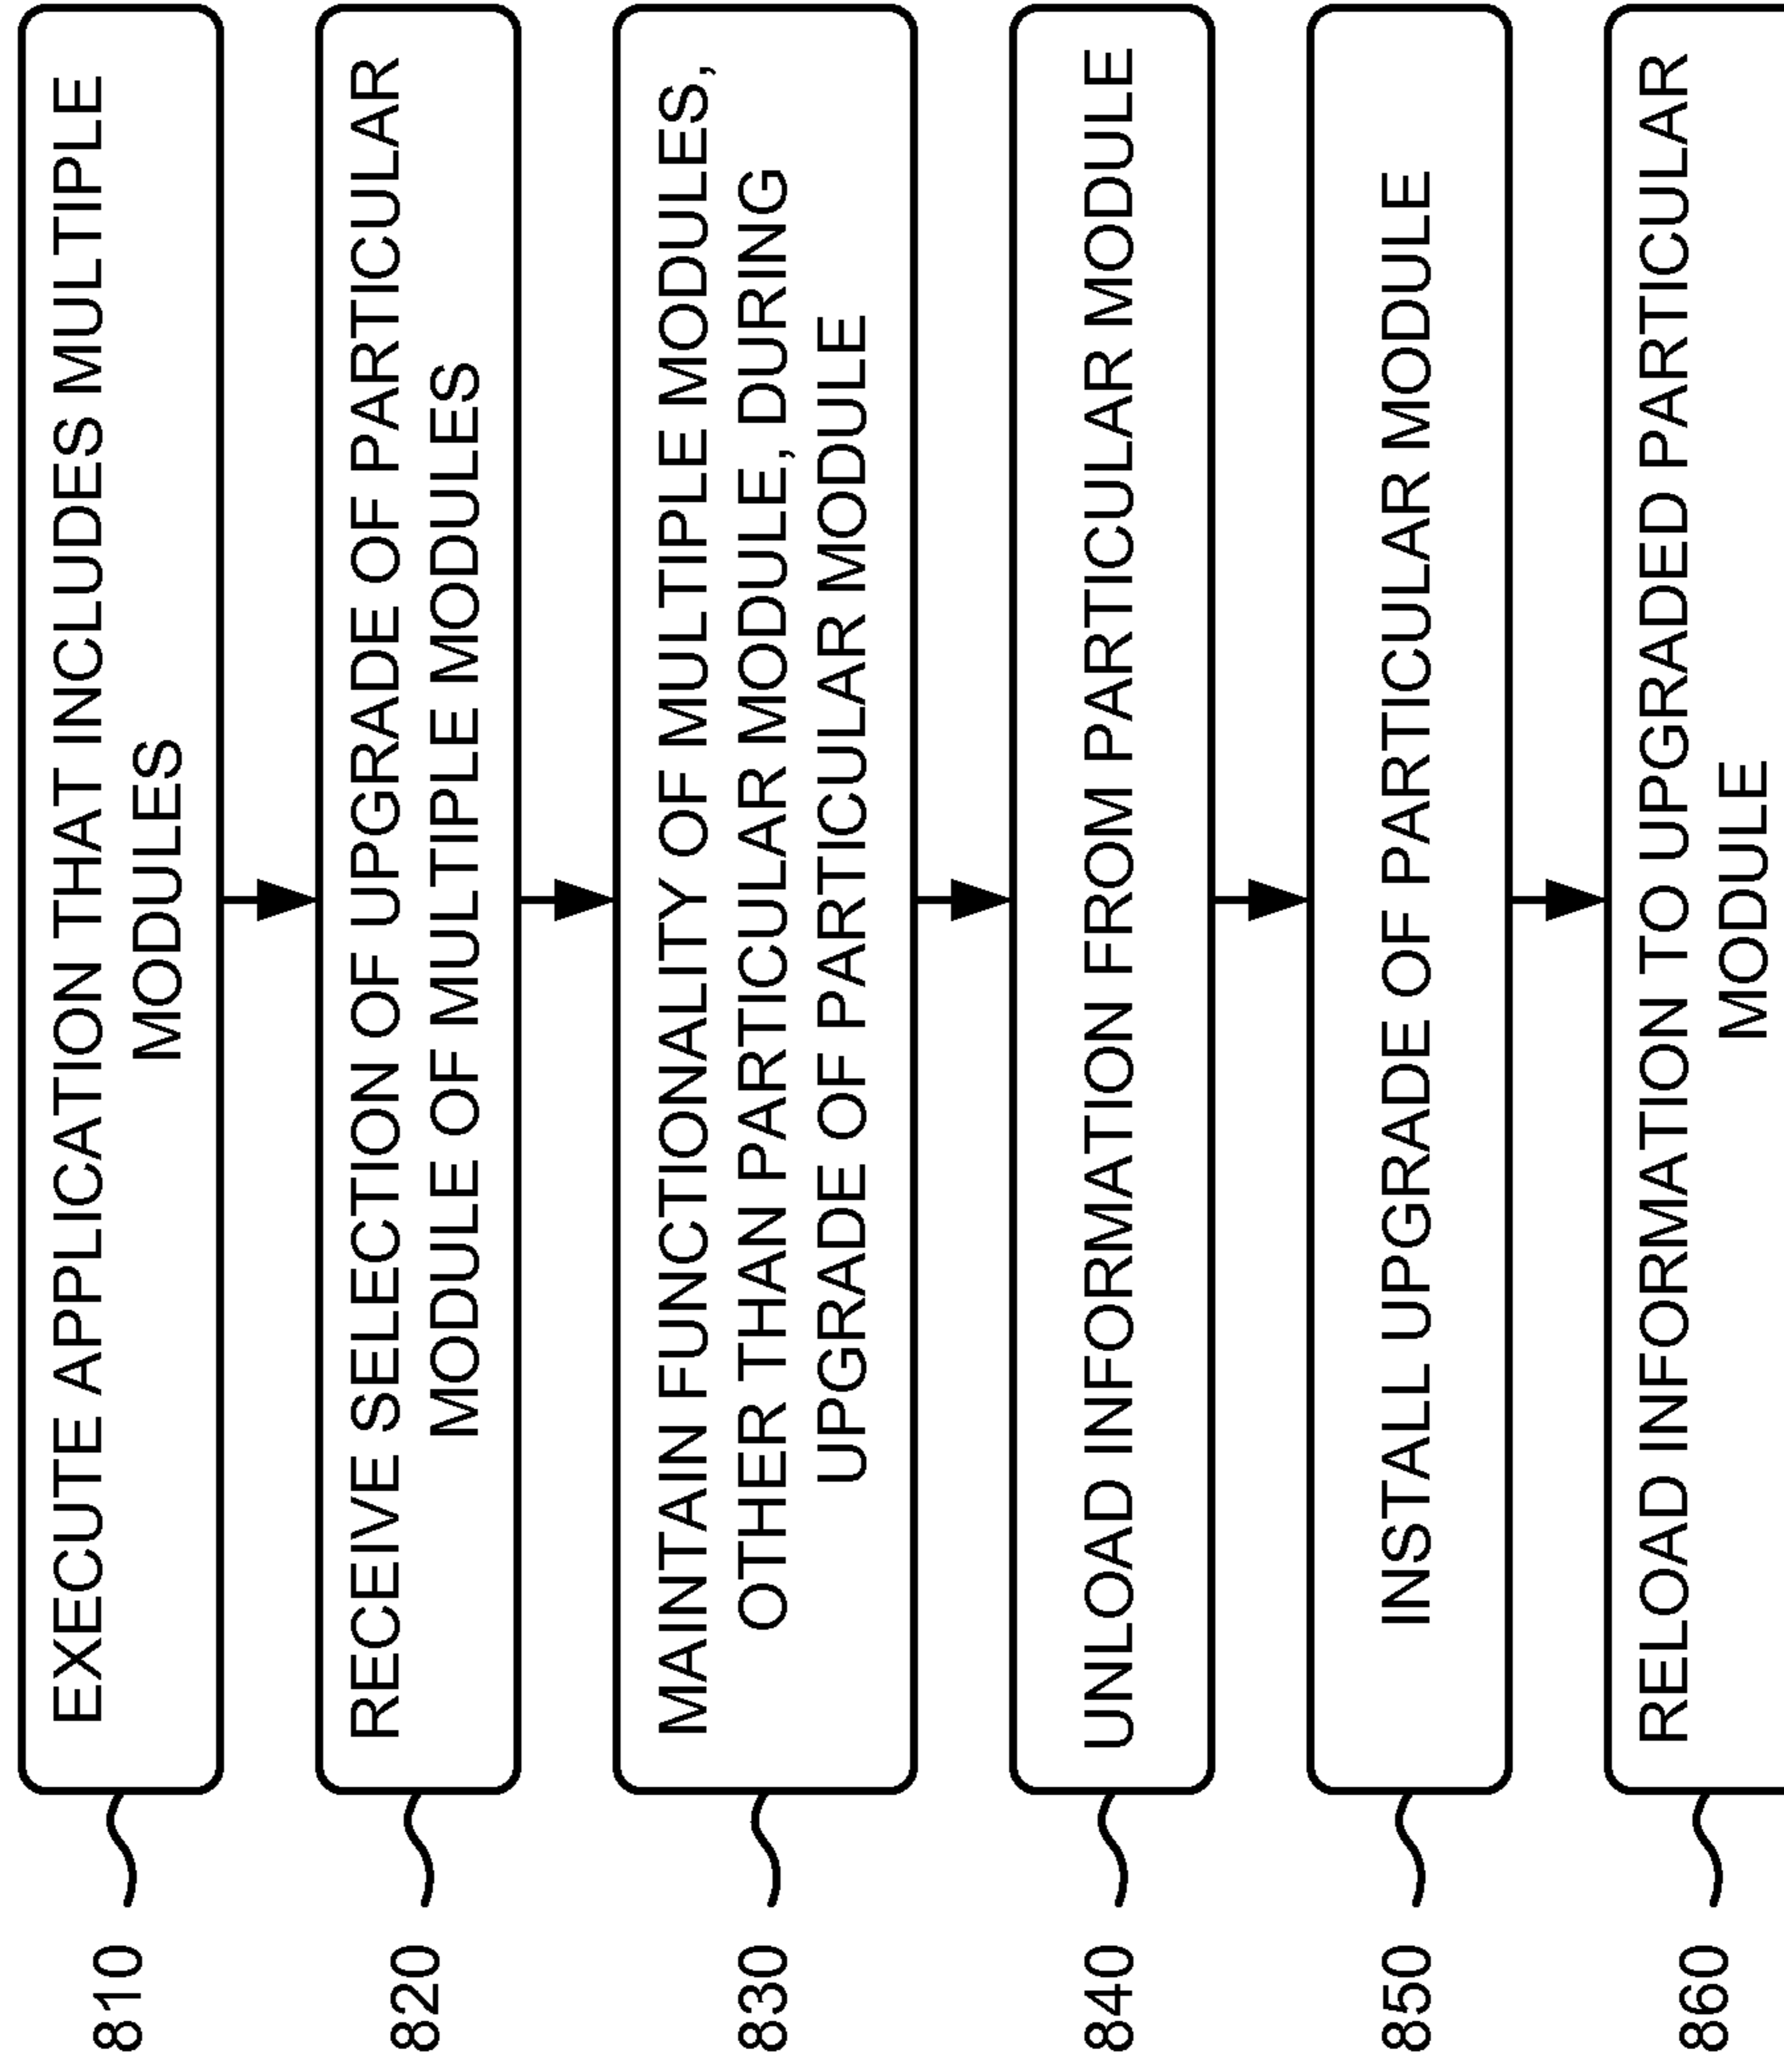 810
EXECUTE APPLICATION THAT INCLUDES MULTIPLE
MODULES
820
RECEIVE SELECTION OF UPGRADE OF PARTICULAR
MODULE OF MULTIPLE MODULES
830
MAINTAIN FUNCTIONALITY OF MULTIPLE MODULES,
OTHER THAN PARTICULAR MODULE, DURING
UPGRADE OF PARTICULAR MODULE
840
UNLOAD INFORMATION FROM PARTICULAR MODULE
850
INSTALL UPGRADE OF PARTICULAR MODULE
860
RELOAD INFORMATION TO UPGRADED PARTICULAR
MODULE